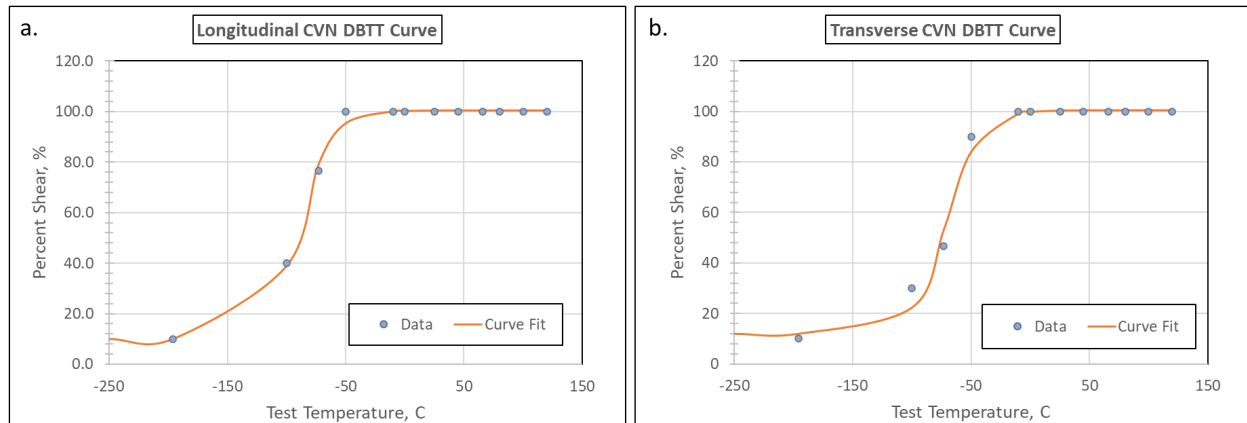 a.
Longitudinal CVN DBTT Curve
120.0
100.0
80.0
60.0
40.0
20.0
0.0
Percent Shear, %
-250
-150
-50
50
150
Test Temperature, C
Data
Curve Fit
b.
Transverse CVN DBTT Curve
120
100
80
60
40
20
0
Percent Shear, %
-250
-150
-50
50
150
Test Temperature, C
Data
Curve Fit